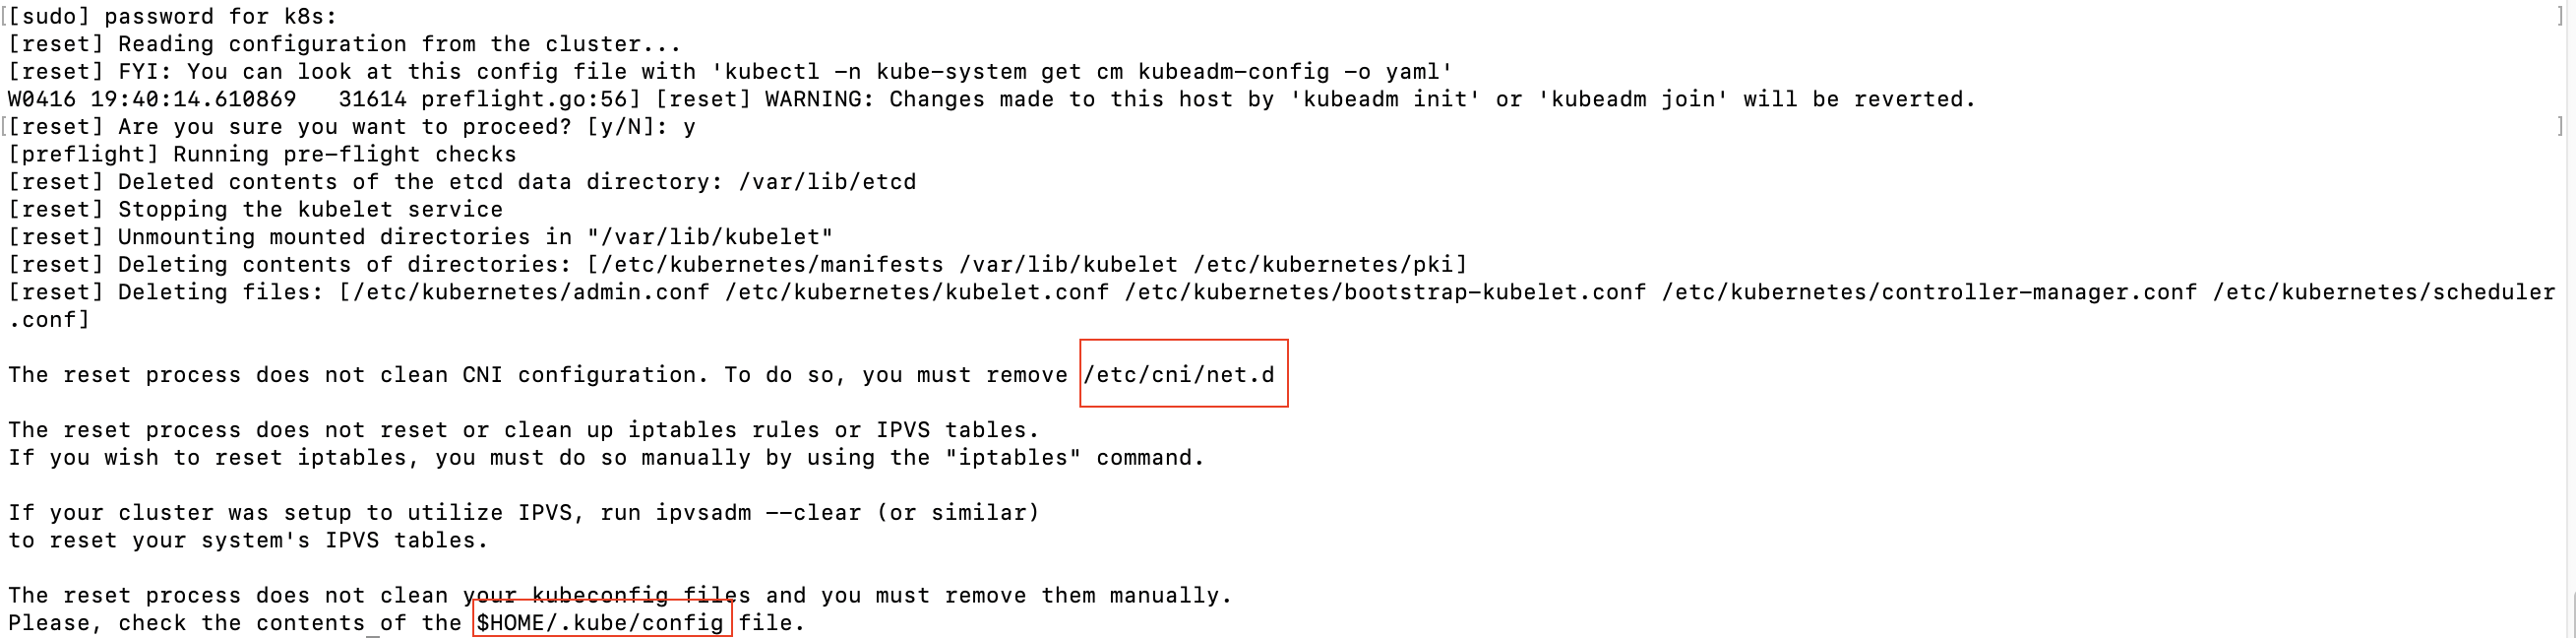 [[sudo] password for k8s: ]
[reset] Reading configuration from the cluster...
[reset] FYI: You can look at this config file with 'kubectl -n kube-system get cm kubeadm-config -o yaml'
W0416 19:40:14.610869   31614 preflight.go:56] [reset] WARNING: Changes made to this host by 'kubeadm init' or 'kubeadm join' will be reverted.
[[reset] Are you sure you want to proceed? [y/N]: y ]
[preflight] Running pre-flight checks
[reset] Deleted contents of the etcd data directory: /var/lib/etcd
[reset] Stopping the kubelet service
[reset] Unmounting mounted directories in "/var/lib/kubelet"
[reset] Deleting contents of directories: [/etc/kubernetes/manifests /var/lib/kubelet /etc/kubernetes/pki]
[reset] Deleting files: [/etc/kubernetes/admin.conf /etc/kubernetes/kubelet.conf /etc/kubernetes/bootstrap-kubelet.conf /etc/kubernetes/controller-manager.conf /etc/kubernetes/scheduler
.conf]
The reset process does not clean CNI configuration. To do so, you must remove /etc/cni/net.d
The reset process does not reset or clean up iptables rules or IPVS tables.
If you wish to reset iptables, you must do so manually by using the "iptables" command.
If your cluster was setup to utilize IPVS, run ipvsadm --clear (or similar)
to reset your system's IPVS tables.
The reset process does not clean your kubeconfig files and you must remove them manually.
Please, check the contents of the $HOME/.kube/config file.